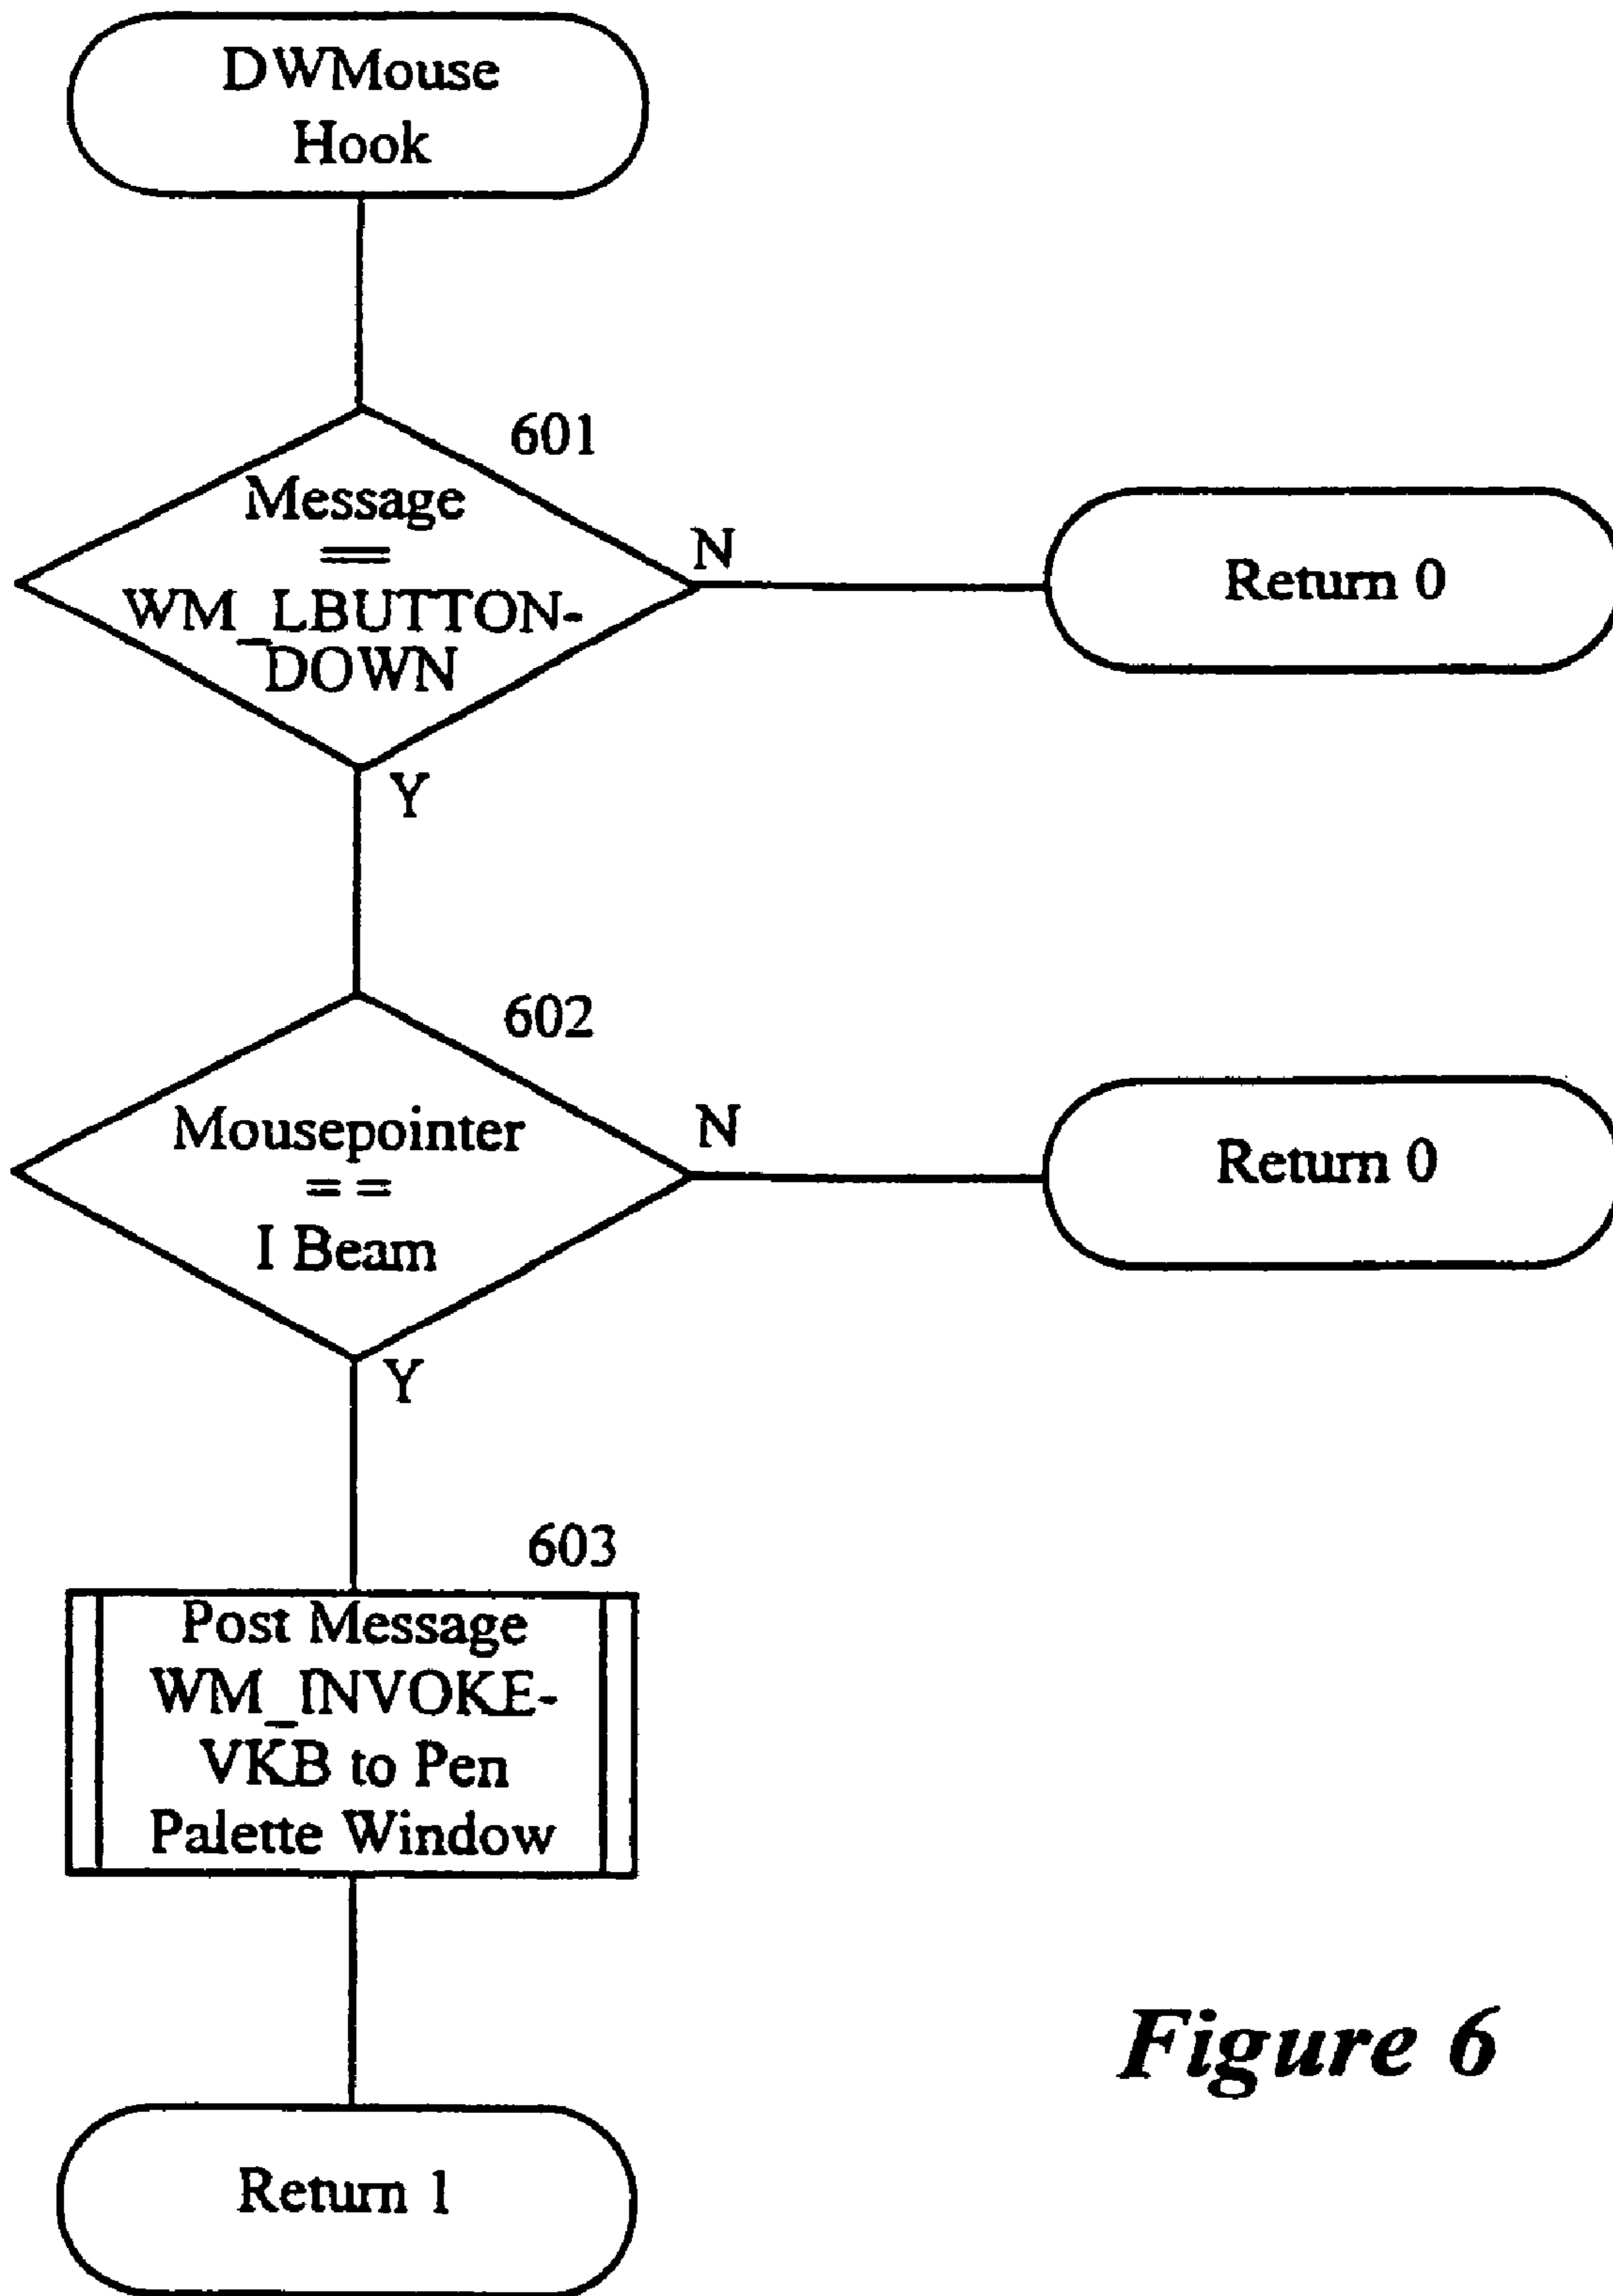 DWMouse
Hook
601
Message
==
WM_LBUTTON-
DOWN
N
Return 0
Y
602
Mousepointer
= =
I Beam
N
Return 0
Y
603
Post Message
WM_INVOKE-
VKB to Pen
Palette Window
Return 1
Figure 6